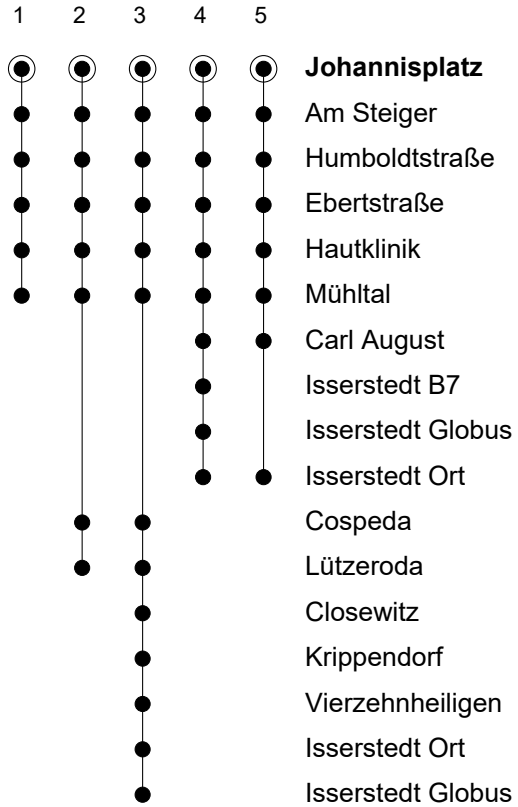 1 2 3 4 5
Johannisplatz
Am Steiger
Humboldtstraße
Ebertstraße
Hautklinik
Mühltal
Carl August
Isserstedt B7
Isserstedt Globus
Isserstedt Ort
Cospeda
Lützeroda
Closewitz
Krippendorf
Vierzehnheiligen
Isserstedt Ort
Isserstedt Globus